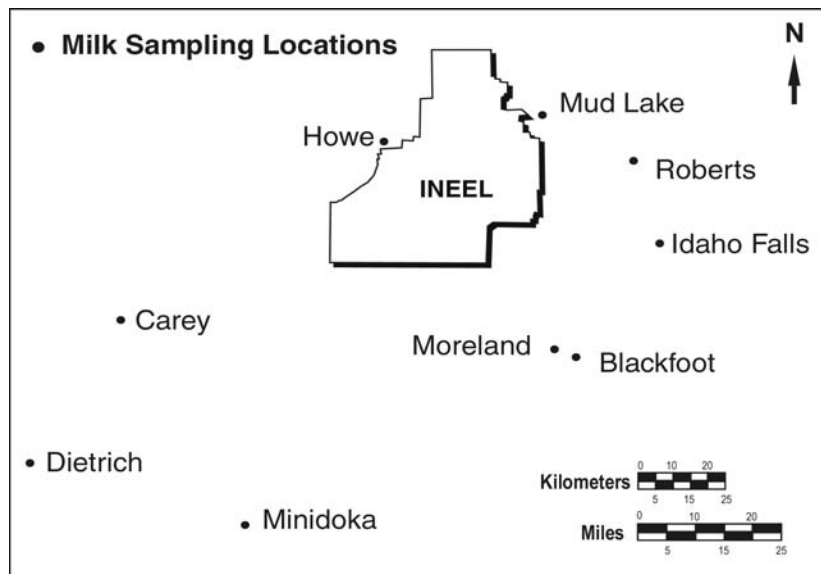 • Milk Sampling Locations
N
Mud Lake
Howe
Roberts
INEEL
Idaho Falls
Carey
Moreland
Blackfoot
Dietrich
Minidoka
0 10 20
Kilometers
5 15 25
0 10 20
Miles
5 15 25